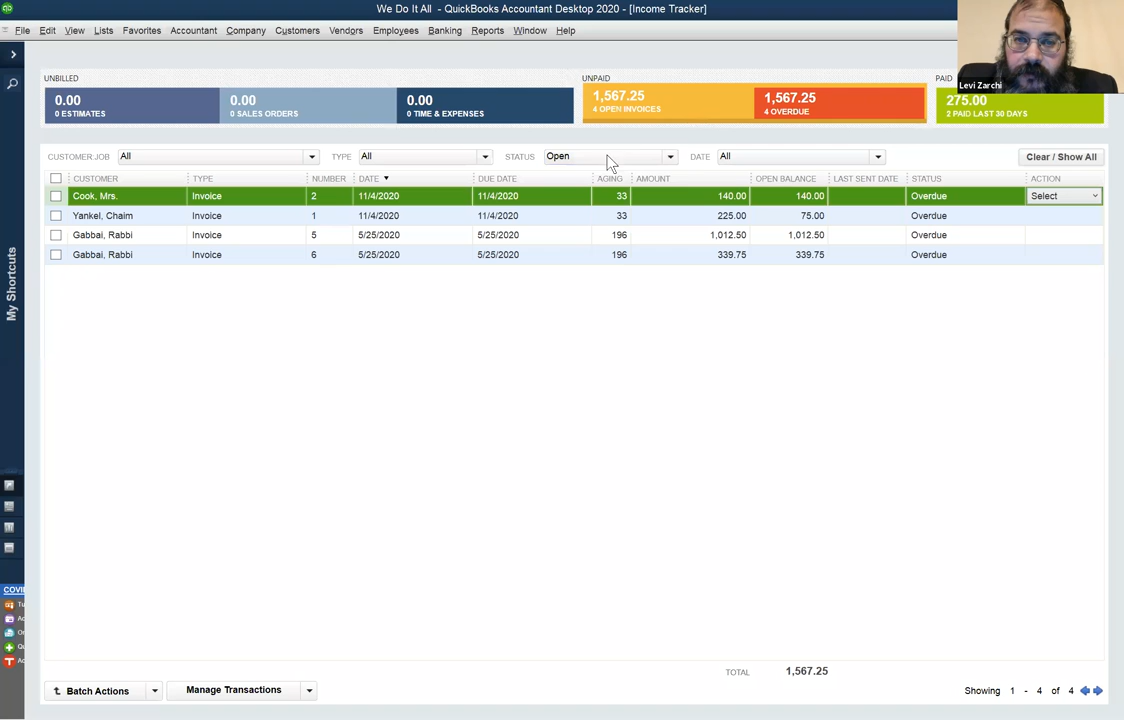 We Do It All - QuickBooks Accountant Desktop 2020 - [Income Tracker]
File Edit View Lists Favorites Accountant Company Customers Vendors Employees Banking Reports Window Help
Levi Zarchi
UNBILLED UNPAID PAID
0.00 0.00 0.00 1,567.25 1,567.25 275.00
0 ESTIMATES 0 SALES ORDERS 0 TIME & EXPENSES 4 OPEN INVOICES 4 OVERDUE 2 PAID LAST 30 DAYS
CUSTOMER:JOB All TYPE All STATUS Open DATE All Clear / Show All
CUSTOMER TYPE NUMBER DATE DUE DATE AGING AMOUNT OPEN BALANCE LAST SENT DATE STATUS ACTION
Cook, Mrs. Invoice 2 11/4/2020 11/4/2020 33 140.00 140.00 Overdue Select
Yankel, Chaim Invoice 1 11/4/2020 11/4/2020 33 225.00 75.00 Overdue
Gabbai, Rabbi Invoice 5 5/25/2020 5/25/2020 196 1,012.50 1,012.50 Overdue
Gabbai, Rabbi Invoice 6 5/25/2020 5/25/2020 196 339.75 339.75 Overdue
My Shortcuts
COVI
Tu
Ac
Or
Qu
Ac
TOTAL 1,567.25
Batch Actions Manage Transactions Showing 1 - 4 of 4